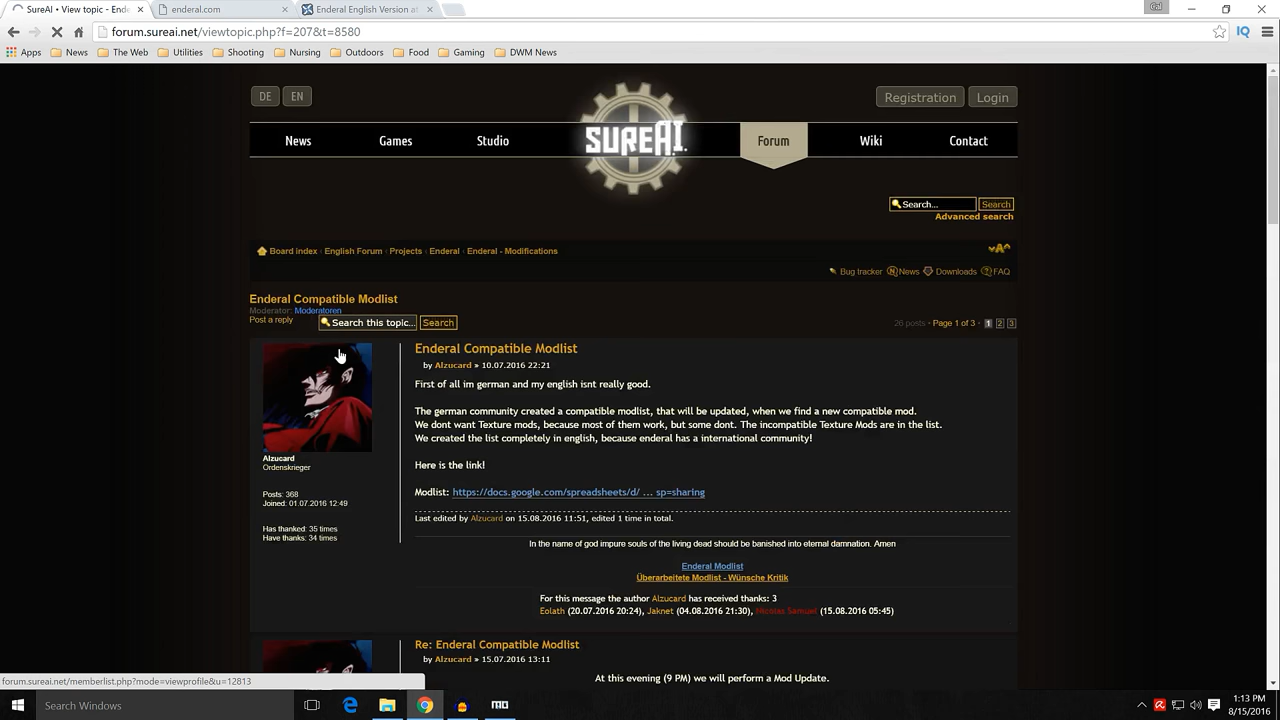 SureAI • View topic - Ende
enderal.com
Enderal English Version at
forum.sureai.net/viewtopic.php?f=207&t=8580
Apps News The Web Utilities Shooting Nursing Outdoors Food Gaming DWM News
DE EN
Registration Login
SUREAI.
News Games Studio Forum Wiki Contact
Search... Search
Advanced search
Board index ‹ English Forum ‹ Projects ‹ Enderal ‹ Enderal - Modifications
Bug tracker News Downloads FAQ
Enderal Compatible Modlist
Moderator: Moderatoren
Post a reply
Search this topic... Search
26 posts • Page 1 of 3 • 1 2 3
Enderal Compatible Modlist
by Alzucard » 10.07.2016 22:21
First of all im german and my english isnt really good.
The german community created a compatible modlist, that will be updated, when we find a new compatible mod.
We dont want Texture mods, because most of them work, but some dont. The incompatible Texture Mods are in the list.
We created the list completely in english, because enderal has a international community!
Here is the link!
Modlist: https://docs.google.com/spreadsheets/d/ ... sp=sharing
Last edited by Alzucard on 15.08.2016 11:51, edited 1 time in total.
In the name of god impure souls of the living dead should be banished into eternal damnation. Amen
Enderal Modlist
Überarbeitete Modlist - Wünsche Kritik
For this message the author Alzucard has received thanks: 3
Eolath (20.07.2016 20:24), Jaknet (04.08.2016 21:30), Nicolas Samuel (15.08.2016 05:45)
Alzucard
Ordenskrieger
Posts: 368
Joined: 01.07.2016 12:49
Has thanked: 35 times
Have thanks: 34 times
Re: Enderal Compatible Modlist
by Alzucard » 15.07.2016 13:11
At this evening (9 PM) we will perform a Mod Update.
forum.sureai.net/memberlist.php?mode=viewprofile&u=12813
Search Windows
MO
1:13 PM
8/15/2016